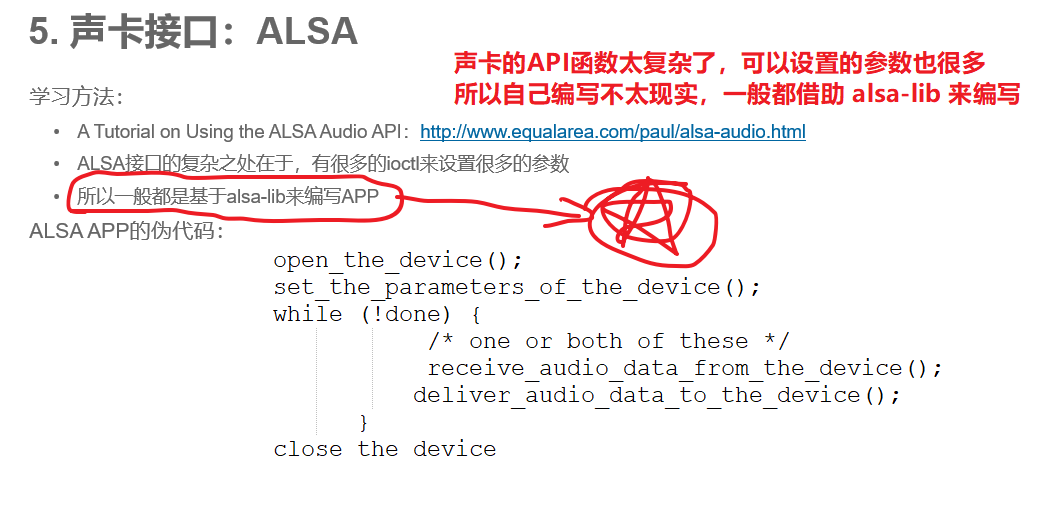 5. 声卡接口：ALSA
声卡的API函数太复杂了，可以设置的参数也很多
所以自己编写不太现实，一般都借助 alsa-lib 来编写
学习方法：
• A Tutorial on Using the ALSA Audio API：http://www.equalarea.com/paul/alsa-audio.html
• ALSA接口的复杂之处在于，有很多的ioctl来设置很多的参数
• 所以一般都是基于alsa-lib来编写APP
ALSA APP的伪代码：
open_the_device();
set_the_parameters_of_the_device();
while (!done) {
/* one or both of these */
receive_audio_data_from_the_device();
deliver_audio_data_to_the_device();
}
close the device